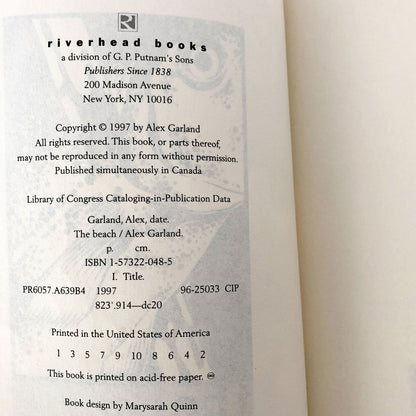 R
riverhead books
a division of G. P. Putnam's Sons
Publishers Since 1838
200 Madison Avenue
New York, NY 10016
Copyright © 1997 by Alex Garland
All rights reserved. This book, or parts thereof,
may not be reproduced in any form without permission.
Published simultaneously in Canada
Library of Congress Cataloging-in-Publication Data
Garland, Alex, date.
The beach / Alex Garland.
p. cm.
ISBN 1-57322-048-5
I. Title.
PR6057.A639B4 1997 96-25033 CIP
823'.914—dc20
Printed in the United States of America
1 3 5 7 9 10 8 6 4 2
This book is printed on acid-free paper. ♾
Book design by Marysarah Quinn